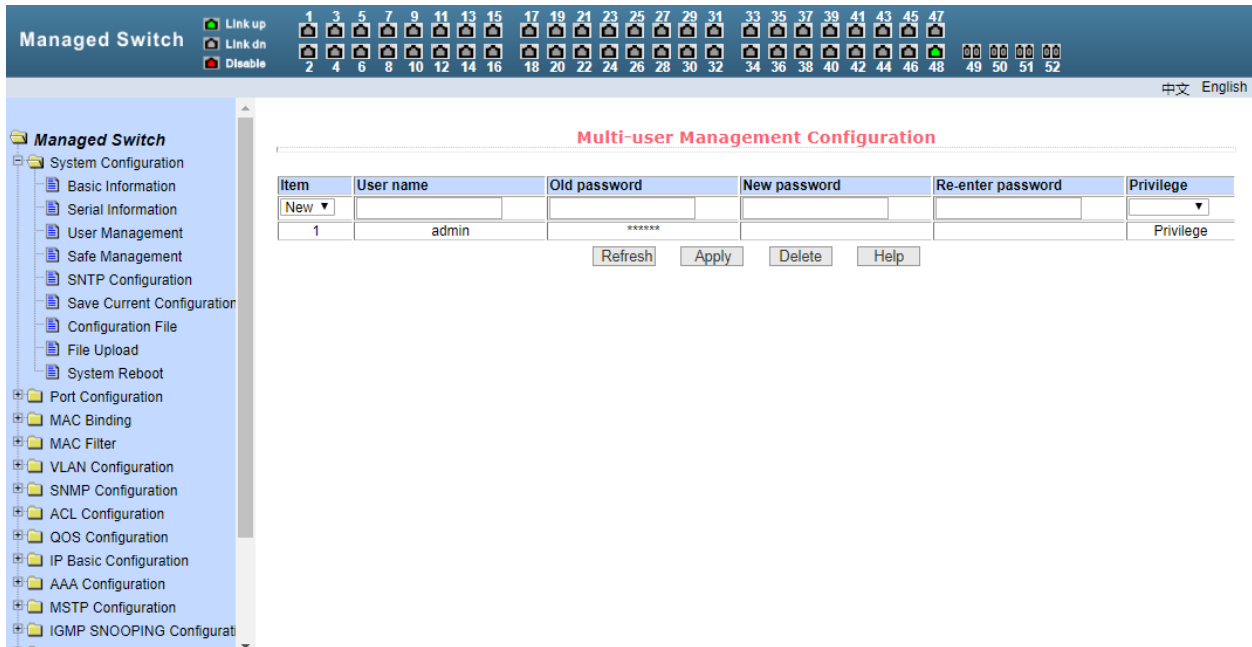 Managed Switch
Link up
Link dn
Disable
1 3 5 7 9 11 13 15 17 19 21 23 25 27 29 31 33 35 37 39 41 43 45 47
2 4 6 8 10 12 14 16 18 20 22 24 26 28 30 32 34 36 38 40 42 44 46 48 49 50 51 52
中文 English
Managed Switch
System Configuration
Basic Information
Serial Information
User Management
Safe Management
SNTP Configuration
Save Current Configuration
Configuration File
File Upload
System Reboot
Port Configuration
MAC Binding
MAC Filter
VLAN Configuration
SNMP Configuration
ACL Configuration
QOS Configuration
IP Basic Configuration
AAA Configuration
MSTP Configuration
IGMP SNOOPING Configurati
Multi-user Management Configuration
Item User name Old password New password Re-enter password Privilege
New
1 admin ****** Privilege
Refresh Apply Delete Help